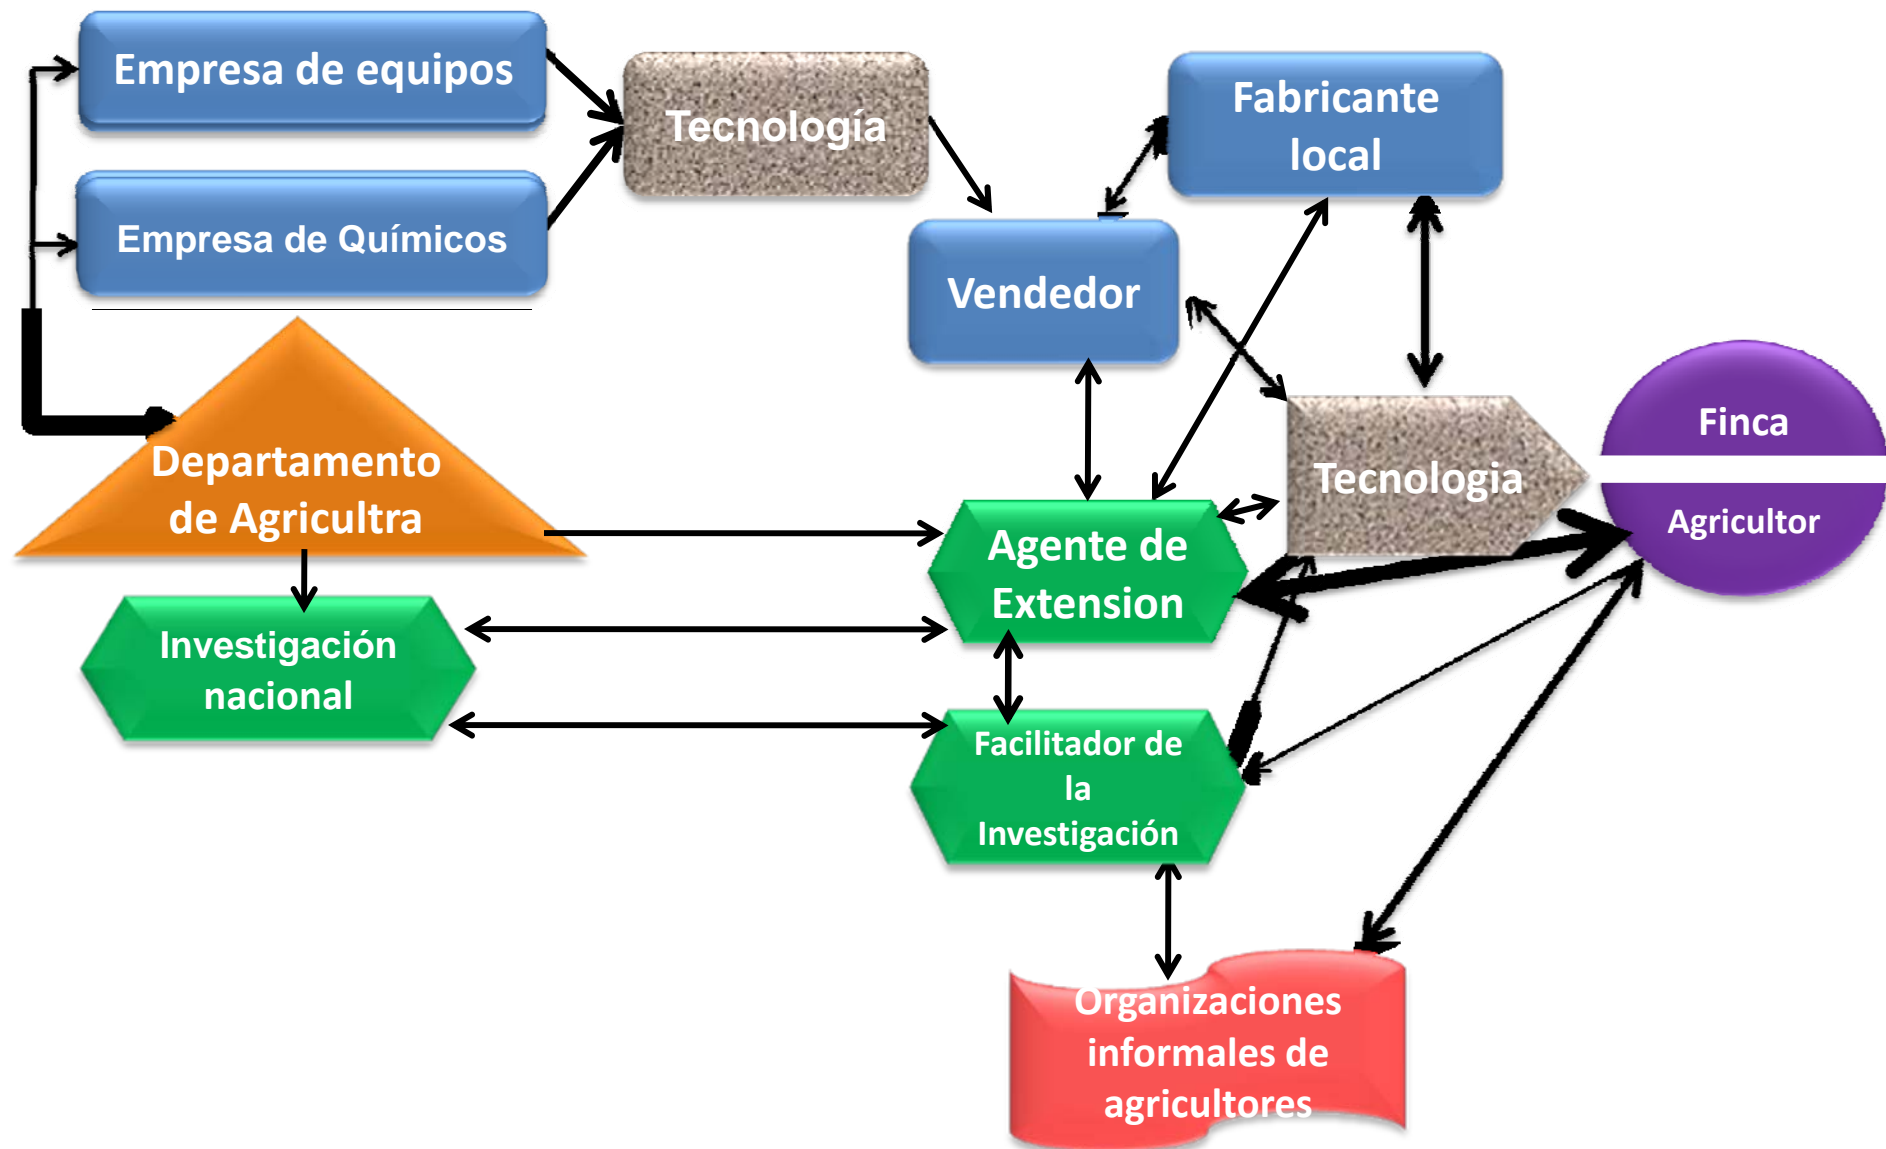 Empresa de equipos
Tecnología
Fabricante
local
Empresa de Químicos
Vendedor
Finca
Agricultor
Tecnologia
Departamento
de Agricultra
Agente de
Extension
Investigación
nacional
Facilitador de
la
Investigación
Organizaciones
informales de
agricultores